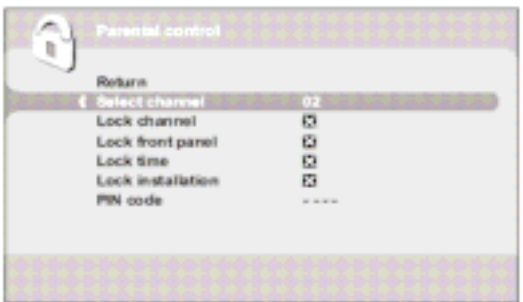 Parental control
Return
Select channel 02
Lock channel
Lock front panel
Lock time
Lock installation
PIN code ----